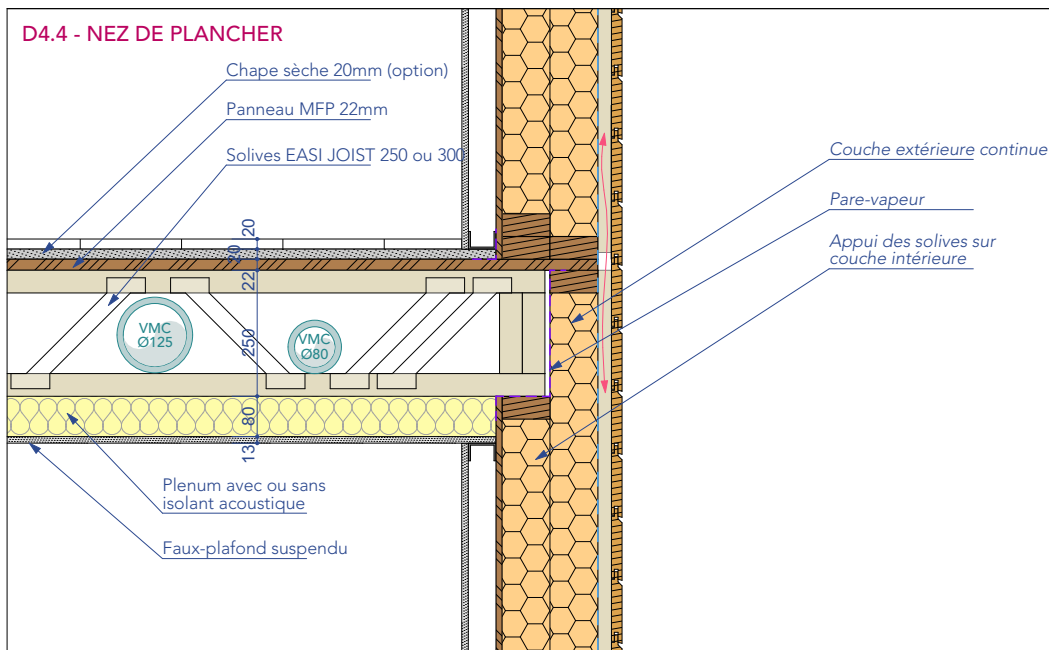 D4.4 - NEZ DE PLANCHER
Chape sèche 20mm (option)
Panneau MFP 22mm
Solives EASI JOIST 250 ou 300
Couche extérieure continue
Pare-vapeur
Appui des solives sur
couche intérieure
20
20
22
250
80
13
VMC
Ø125
VMC
Ø80
Plenum avec ou sans
isolant acoustique
Faux-plafond suspendu